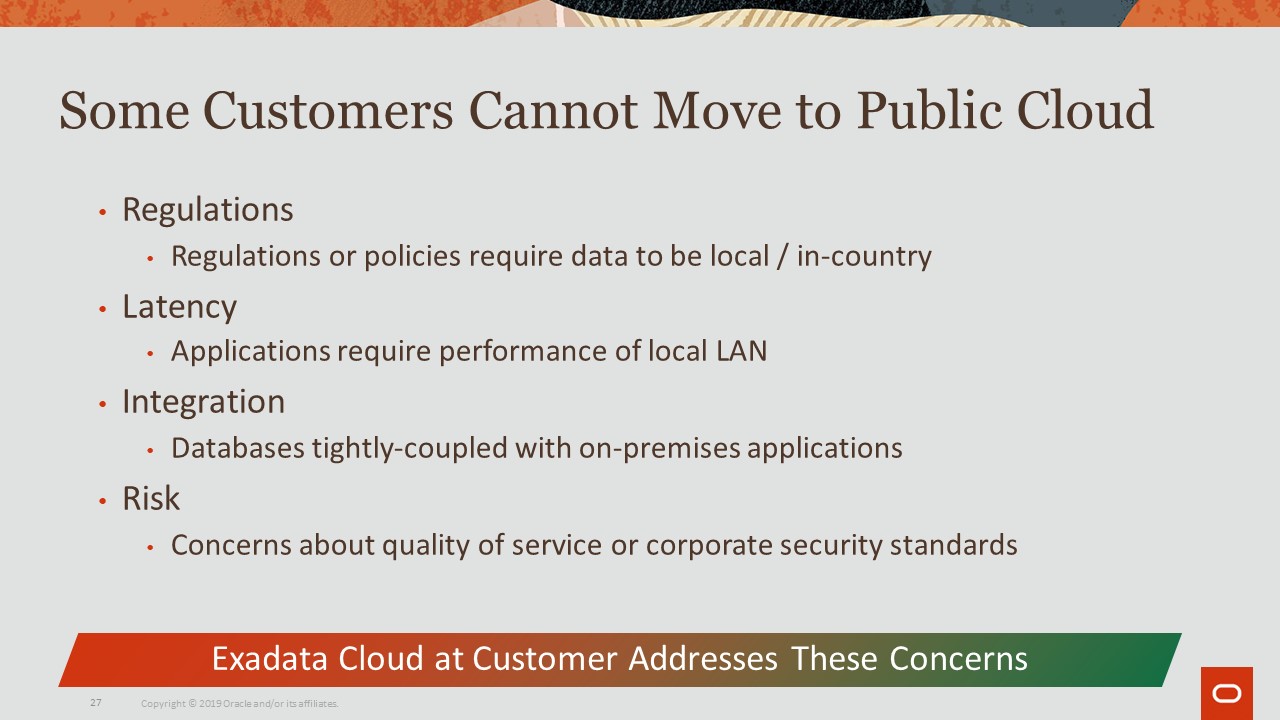 Some Customers Cannot Move to Public Cloud
• Regulations
• Regulations or policies require data to be local / in-country
• Latency
• Applications require performance of local LAN
• Integration
• Databases tightly-coupled with on-premises applications
• Risk
• Concerns about quality of service or corporate security standards
Exadata Cloud at Customer Addresses These Concerns
27 Copyright © 2019 Oracle and/or its affiliates.